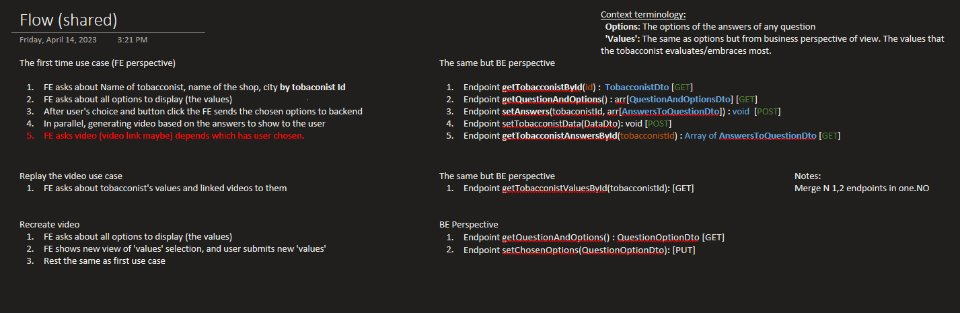 Flow (shared)
Friday, April 14, 2023 3:21 PM
Context terminology:
Options: The options of the answers of any question
'Values': The same as options but from business perspective of view. The values that
the tobacconist evaluates/embraces most.
The first time use case (FE perspective)
1. FE asks about Name of tobacconist, name of the shop, city by tobaconist Id
2. FE asks about all options to display (the values)
3. After user's choice and button click the FE sends the chosen options to backend
4. In parallel, generating video based on the answers to show to the user
5. FE asks video (video link maybe) depends which has user chosen.
The same but BE perspective
1. Endpoint getTobacconistById(Id) : TobacconistDto [GET]
2. Endpoint getQuestionAndOptions() : arr[QuestionAndOptionsDto] [GET]
3. Endpoint setAnswers(tobaconistId, arr[AnswersToQuestionDto]) : void [POST]
4. Endpoint setTobacconistData(DataDto): void [POST]
5. Endpoint getTobacconistAnswersById(tobacconistId) : Array of AnswersToQuestionDto [GET]
Replay the video use case
1. FE asks about tobacconist's values and linked videos to them
The same but BE perspective
1. Endpoint getTobacconistValuesById(tobacconistId): [GET]
Notes:
Merge N 1,2 endpoints in one.NO
Recreate video
1. FE asks about all options to display (the values)
2. FE shows new view of 'values' selection, and user submits new 'values'
3. Rest the same as first use case
BE Perspective
1. Endpoint getQuestionAndOptions() : QuestionOptionDto [GET]
2. Endpoint setChosenOptions(QuestionOptionDto): [PUT]